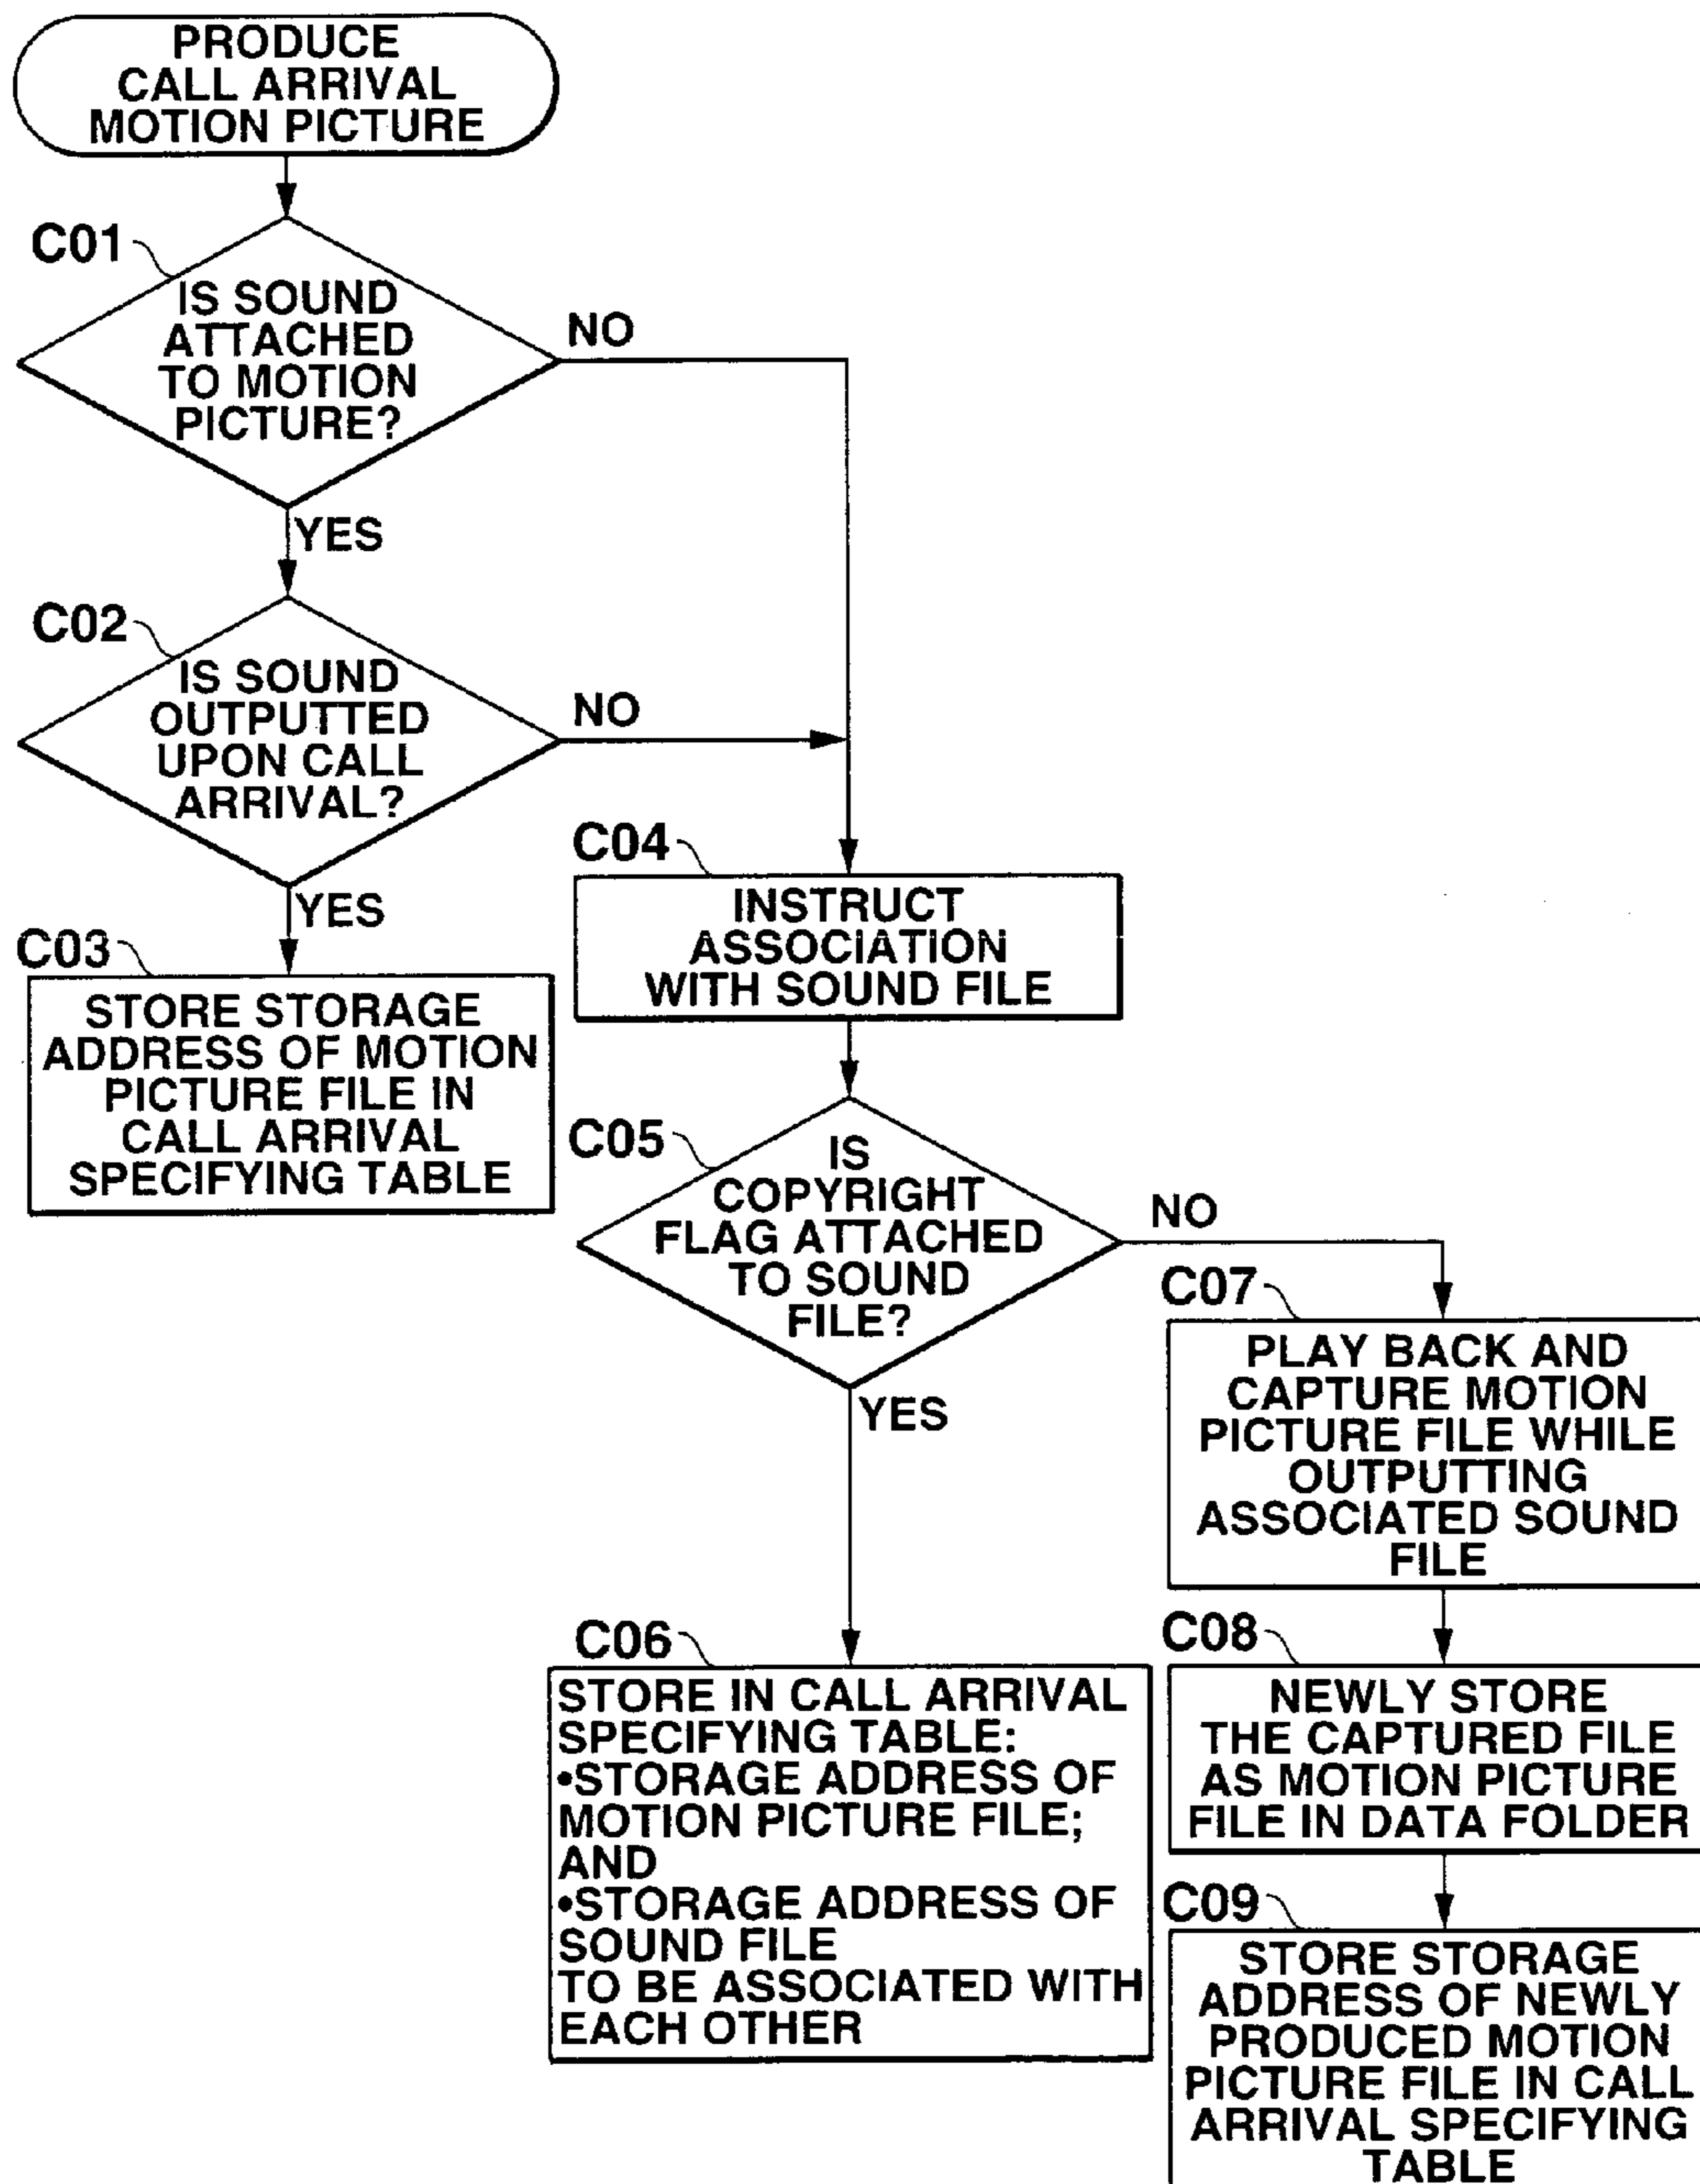 PRODUCE
CALL ARRIVAL
MOTION PICTURE
C01
IS SOUND
ATTACHED
TO MOTION
PICTURE?
NO
YES
C02
IS SOUND
OUTPUTTED
UPON CALL
ARRIVAL?
NO
YES
C03
STORE STORAGE
ADDRESS OF MOTION
PICTURE FILE IN
CALL ARRIVAL
SPECIFYING TABLE
C04
INSTRUCT
ASSOCIATION
WITH SOUND FILE
C05
IS
COPYRIGHT
FLAG ATTACHED
TO SOUND
FILE?
NO
YES
C06
STORE IN CALL ARRIVAL
SPECIFYING TABLE:
•STORAGE ADDRESS OF
MOTION PICTURE FILE;
AND
•STORAGE ADDRESS OF
SOUND FILE
TO BE ASSOCIATED WITH
EACH OTHER
C07
PLAY BACK AND
CAPTURE MOTION
PICTURE FILE WHILE
OUTPUTTING
ASSOCIATED SOUND
FILE
C08
NEWLY STORE
THE CAPTURED FILE
AS MOTION PICTURE
FILE IN DATA FOLDER
C09
STORE STORAGE
ADDRESS OF NEWLY
PRODUCED MOTION
PICTURE FILE IN CALL
ARRIVAL SPECIFYING
TABLE